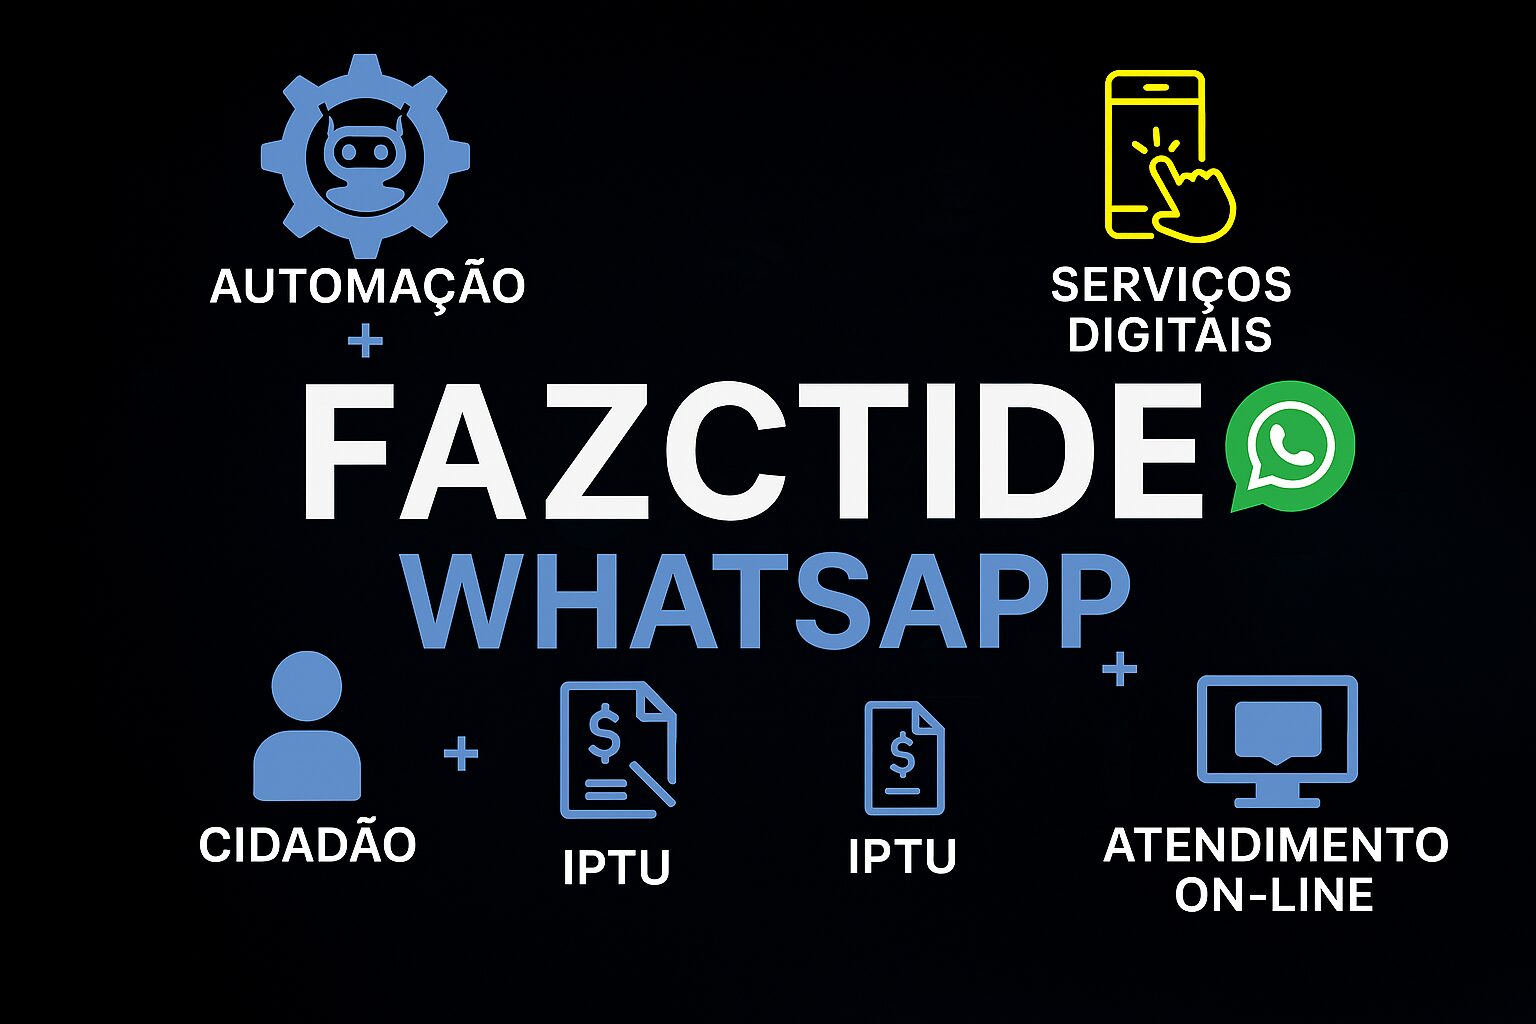 AUTOMAÇÃO
+
SERVIÇOS
DIGITAIS
FAZCTIDE
WHATSAPP
+
$
$
+
CIDADÃO
IPTU
IPTU
ATENDIMENTO
ON-LINE